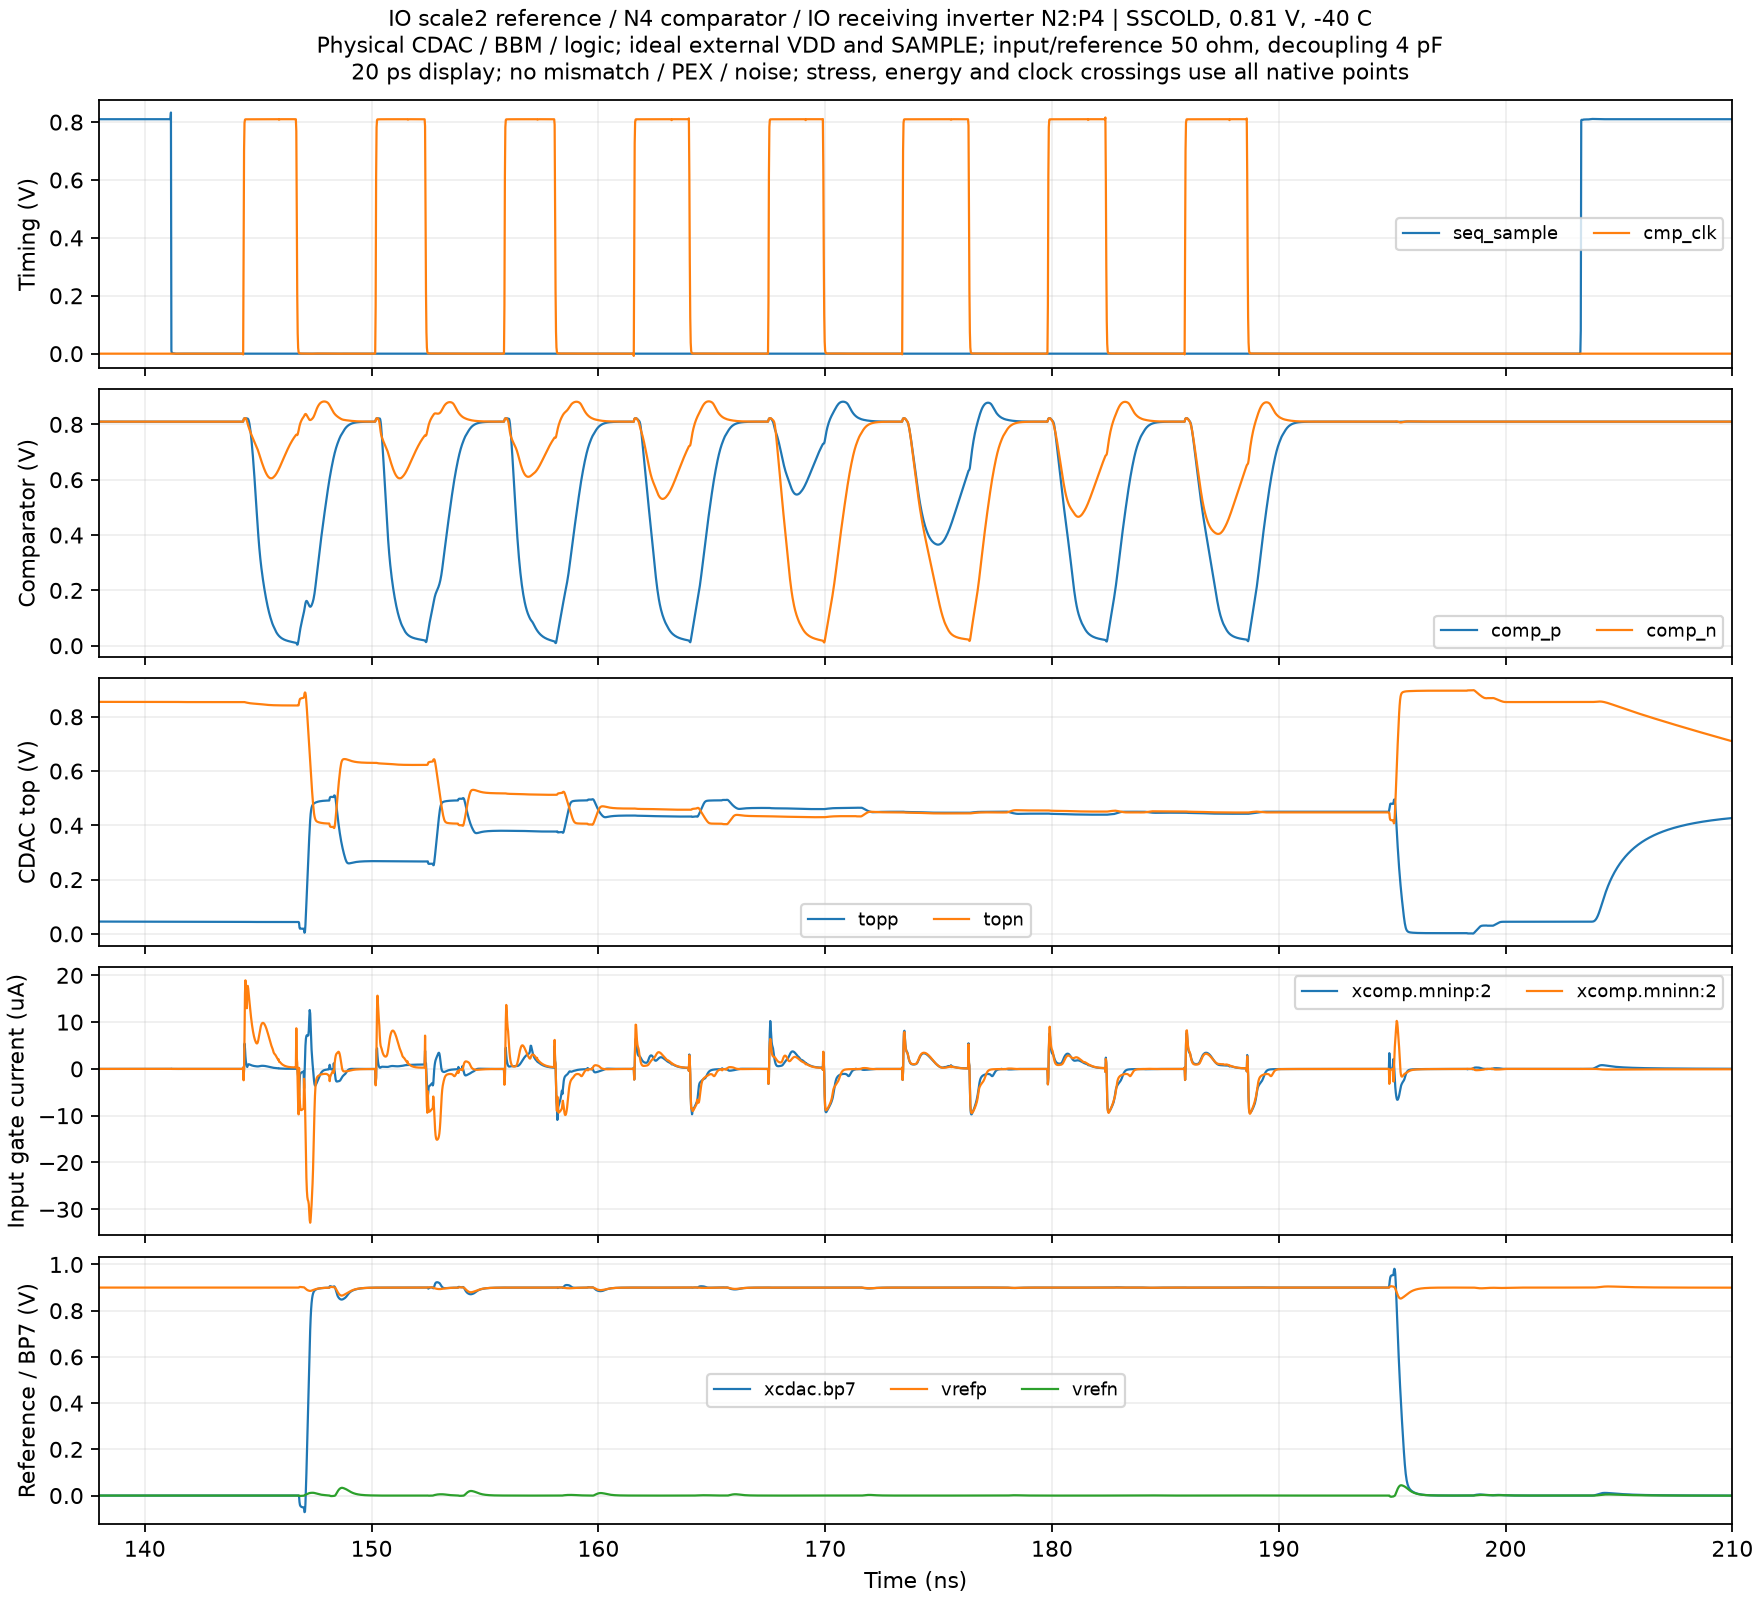 IO scale2 reference / N4 comparator / IO receiving inverter N2:P4 | SSCOLD, 0.81 V, -40 C
Physical CDAC / BBM / logic; ideal external VDD and SAMPLE; input/reference 50 ohm, decoupling 4 pF
20 ps display; no mismatch / PEX / noise; stress, energy and clock crossings use all native points
Timing (V)
0.8
0.6
0.4
0.2
0.0
seq_sample
cmp_clk
Comparator (V)
0.8
0.6
0.4
0.2
0.0
comp_p
comp_n
CDAC top (V)
0.8
0.6
0.4
0.2
0.0
topp
topn
Input gate current (uA)
20
10
0
−10
−20
−30
xcomp.mninp:2
xcomp.mninn:2
Reference / BP7 (V)
1.0
0.8
0.6
0.4
0.2
0.0
xcdac.bp7
vrefp
vrefn
140
150
160
170
180
190
200
210
Time (ns)